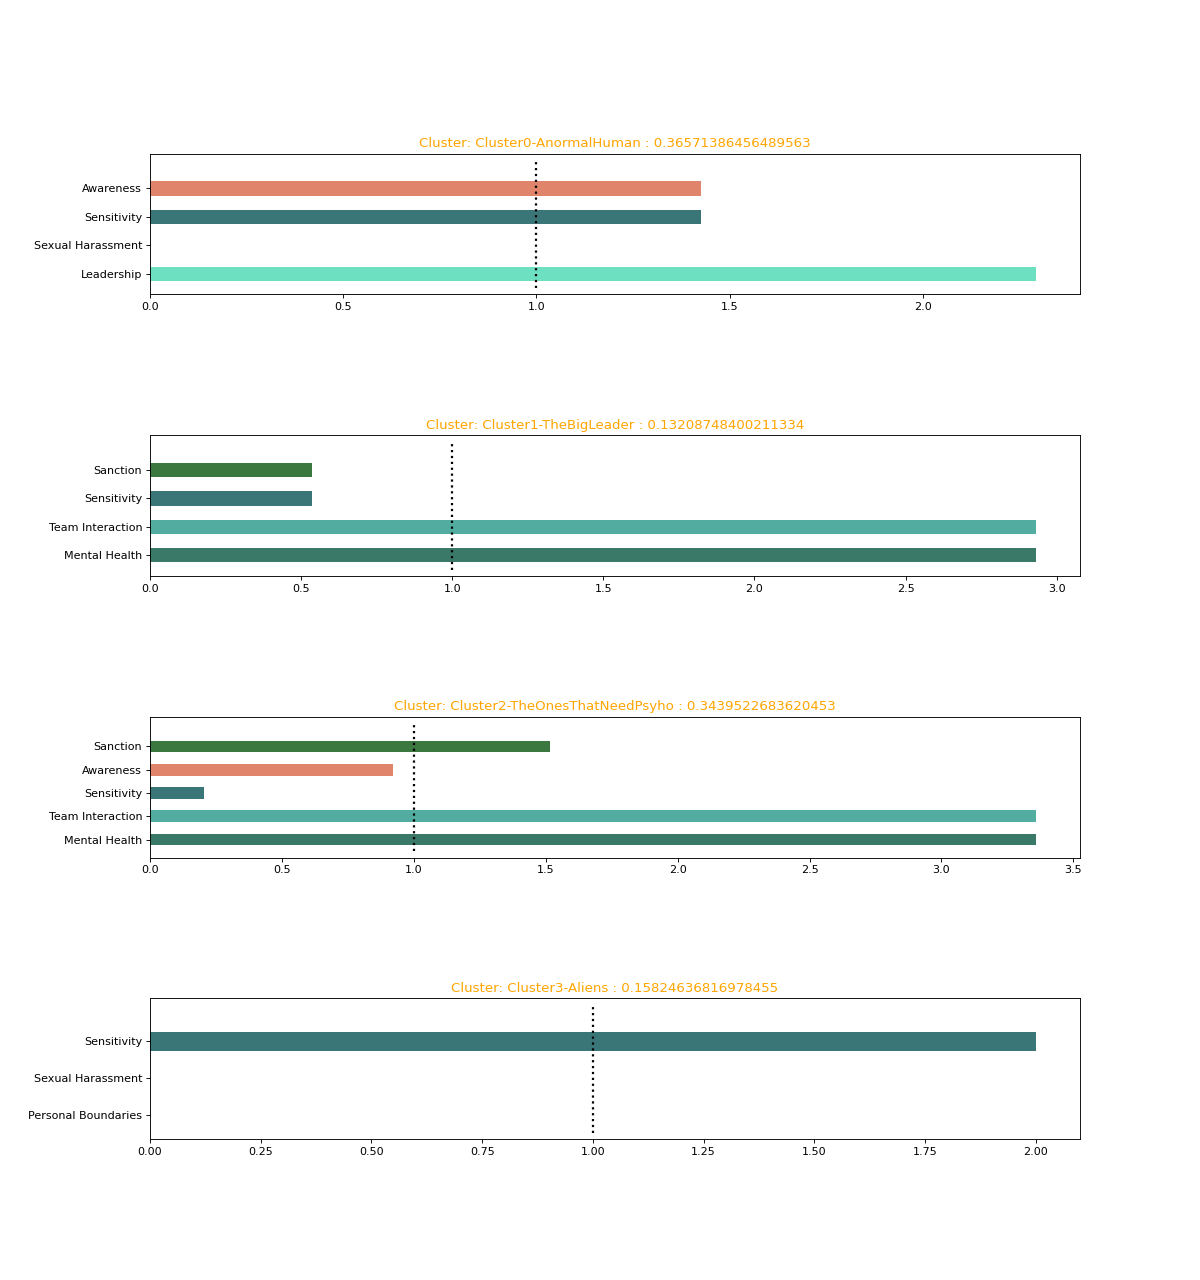 Cluster: Cluster0-AnormalHuman : 0.36571386456489563
Awareness
Sensitivity
Sexual Harassment
Leadership
0.0 0.5 1.0 1.5 2.0
Cluster: Cluster1-TheBigLeader : 0.13208748400211334
Sanction
Sensitivity
Team Interaction
Mental Health
0.0 0.5 1.0 1.5 2.0 2.5 3.0
Cluster: Cluster2-TheOnesThatNeedPsyho : 0.3439522683620453
Sanction
Awareness
Sensitivity
Team Interaction
Mental Health
0.0 0.5 1.0 1.5 2.0 2.5 3.0 3.5
Cluster: Cluster3-Aliens : 0.15824636816978455
Sensitivity
Sexual Harassment
Personal Boundaries
0.00 0.25 0.50 0.75 1.00 1.25 1.50 1.75 2.00